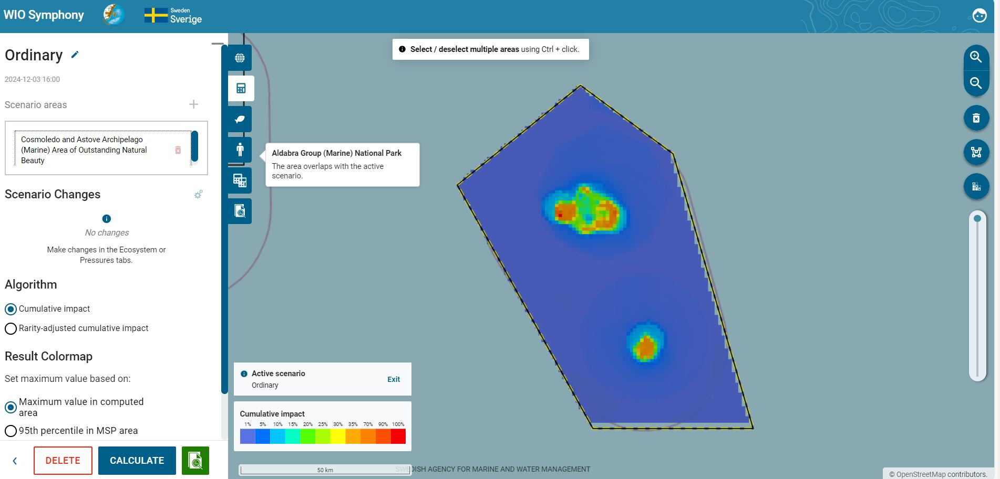 WIO Symphony
Sweden
Sverige
Ordinary
2024-12-03 16:00
Scenario areas
Cosmoledo and Astove Archipelago
(Marine) Area of Outstanding Natural
Beauty
Scenario Changes
No changes
Make changes in the Ecosystem or
Pressures tabs.
Algorithm
Cumulative impact
Rarity-adjusted cumulative impact
Result Colormap
Set maximum value based on:
Maximum value in computed
area
95th percentile in MSP area
DELETE
CALCULATE
Select / deselect multiple areas using Ctrl + click.
Aldabra Group (Marine) National Park
The area overlaps with the active
scenario.
Active scenario
Ordinary
Exit
Cumulative impact
1% 5% 10% 15% 20% 25% 30% 35% 70% 90% 100%
50 km
SWEDISH AGENCY FOR MARINE AND WATER MANAGEMENT
© OpenStreetMap contributors.